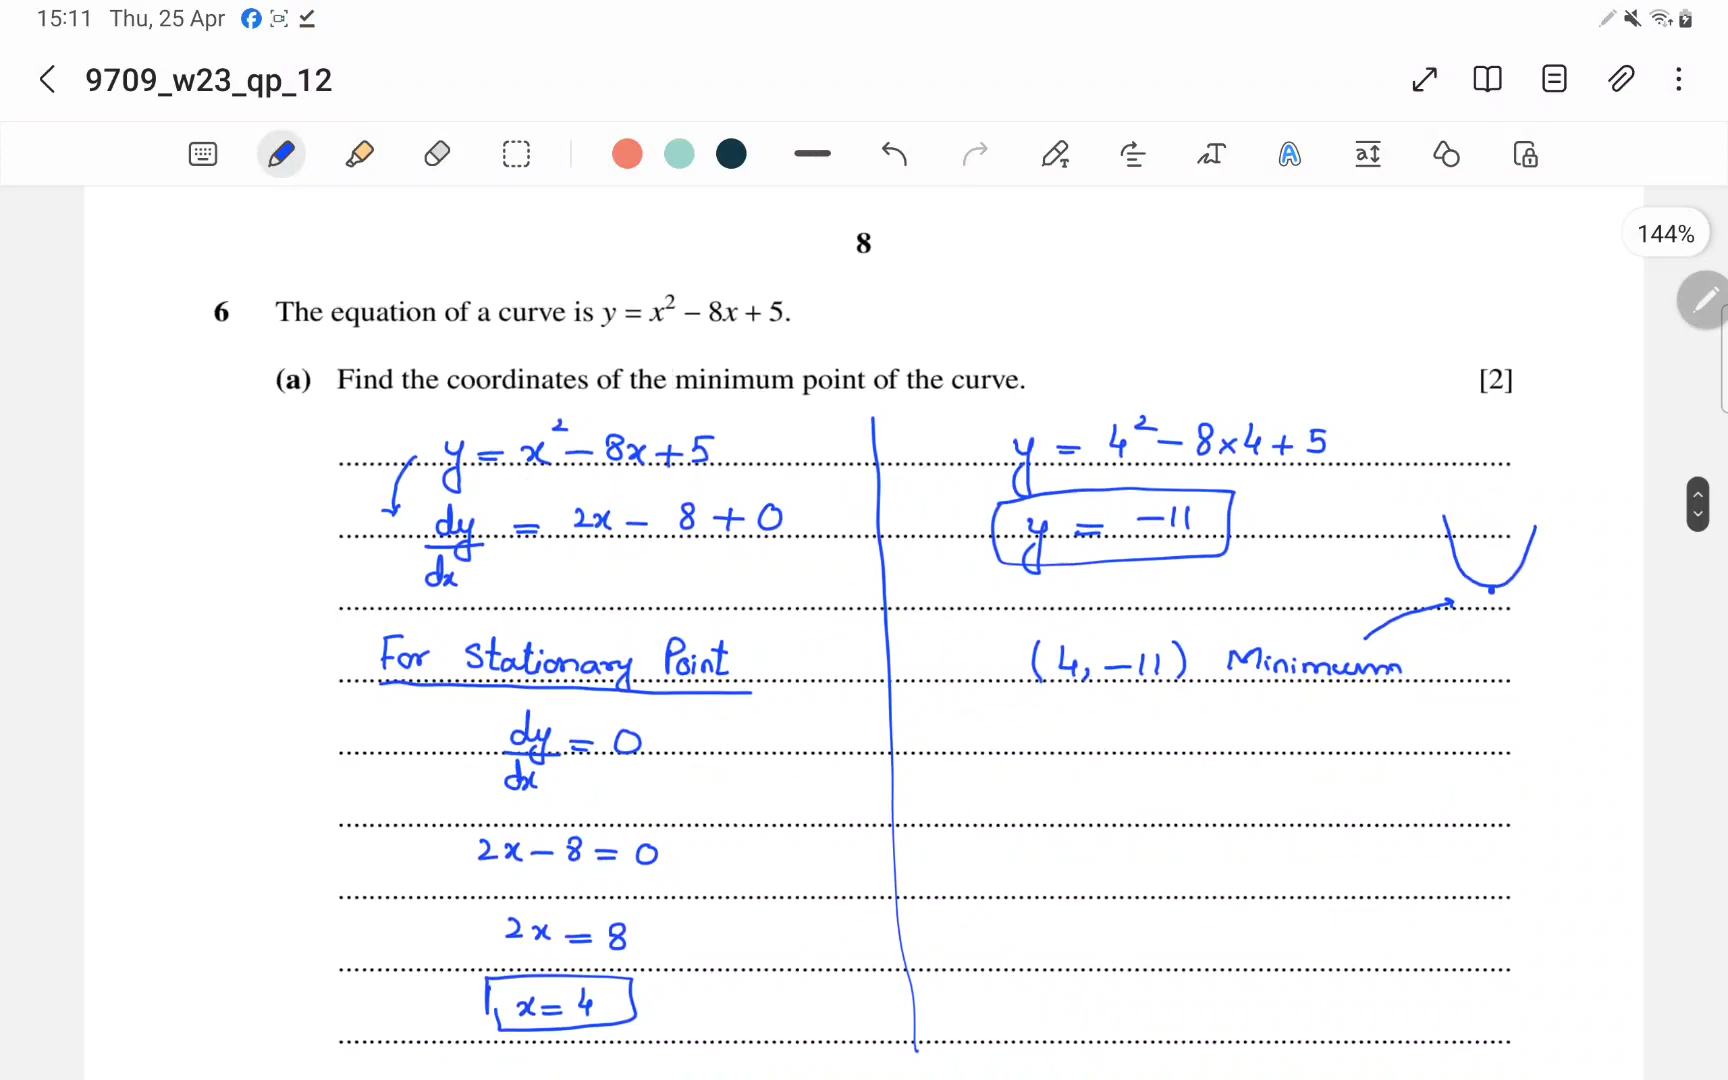 15:11 Thu, 25 Apr
9709_w23_qp_12
144%
8
6 The equation of a curve is y = x² − 8x + 5.
(a) Find the coordinates of the minimum point of the curve. [2]
y = x² − 8x + 5
dy/dx = 2x − 8 + 0
For Stationary Point
dy/dx = 0
2x − 8 = 0
2x = 8
x = 4
y = 4² − 8×4 + 5
y = −11
(4, −11) Minimum